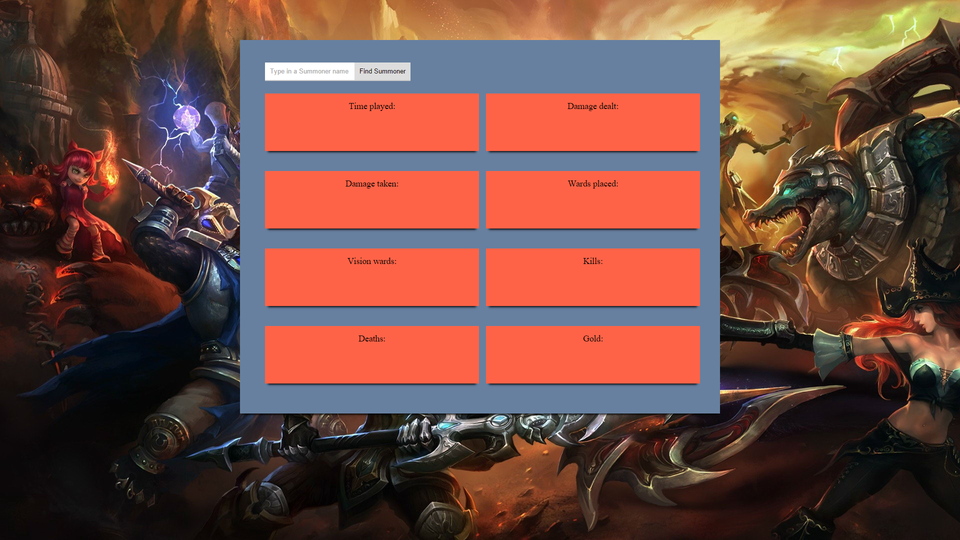 Type in a Summoner name Find Summoner
Time played: Damage dealt:
Damage taken: Wards placed:
Vision wards: Kills:
Deaths: Gold: